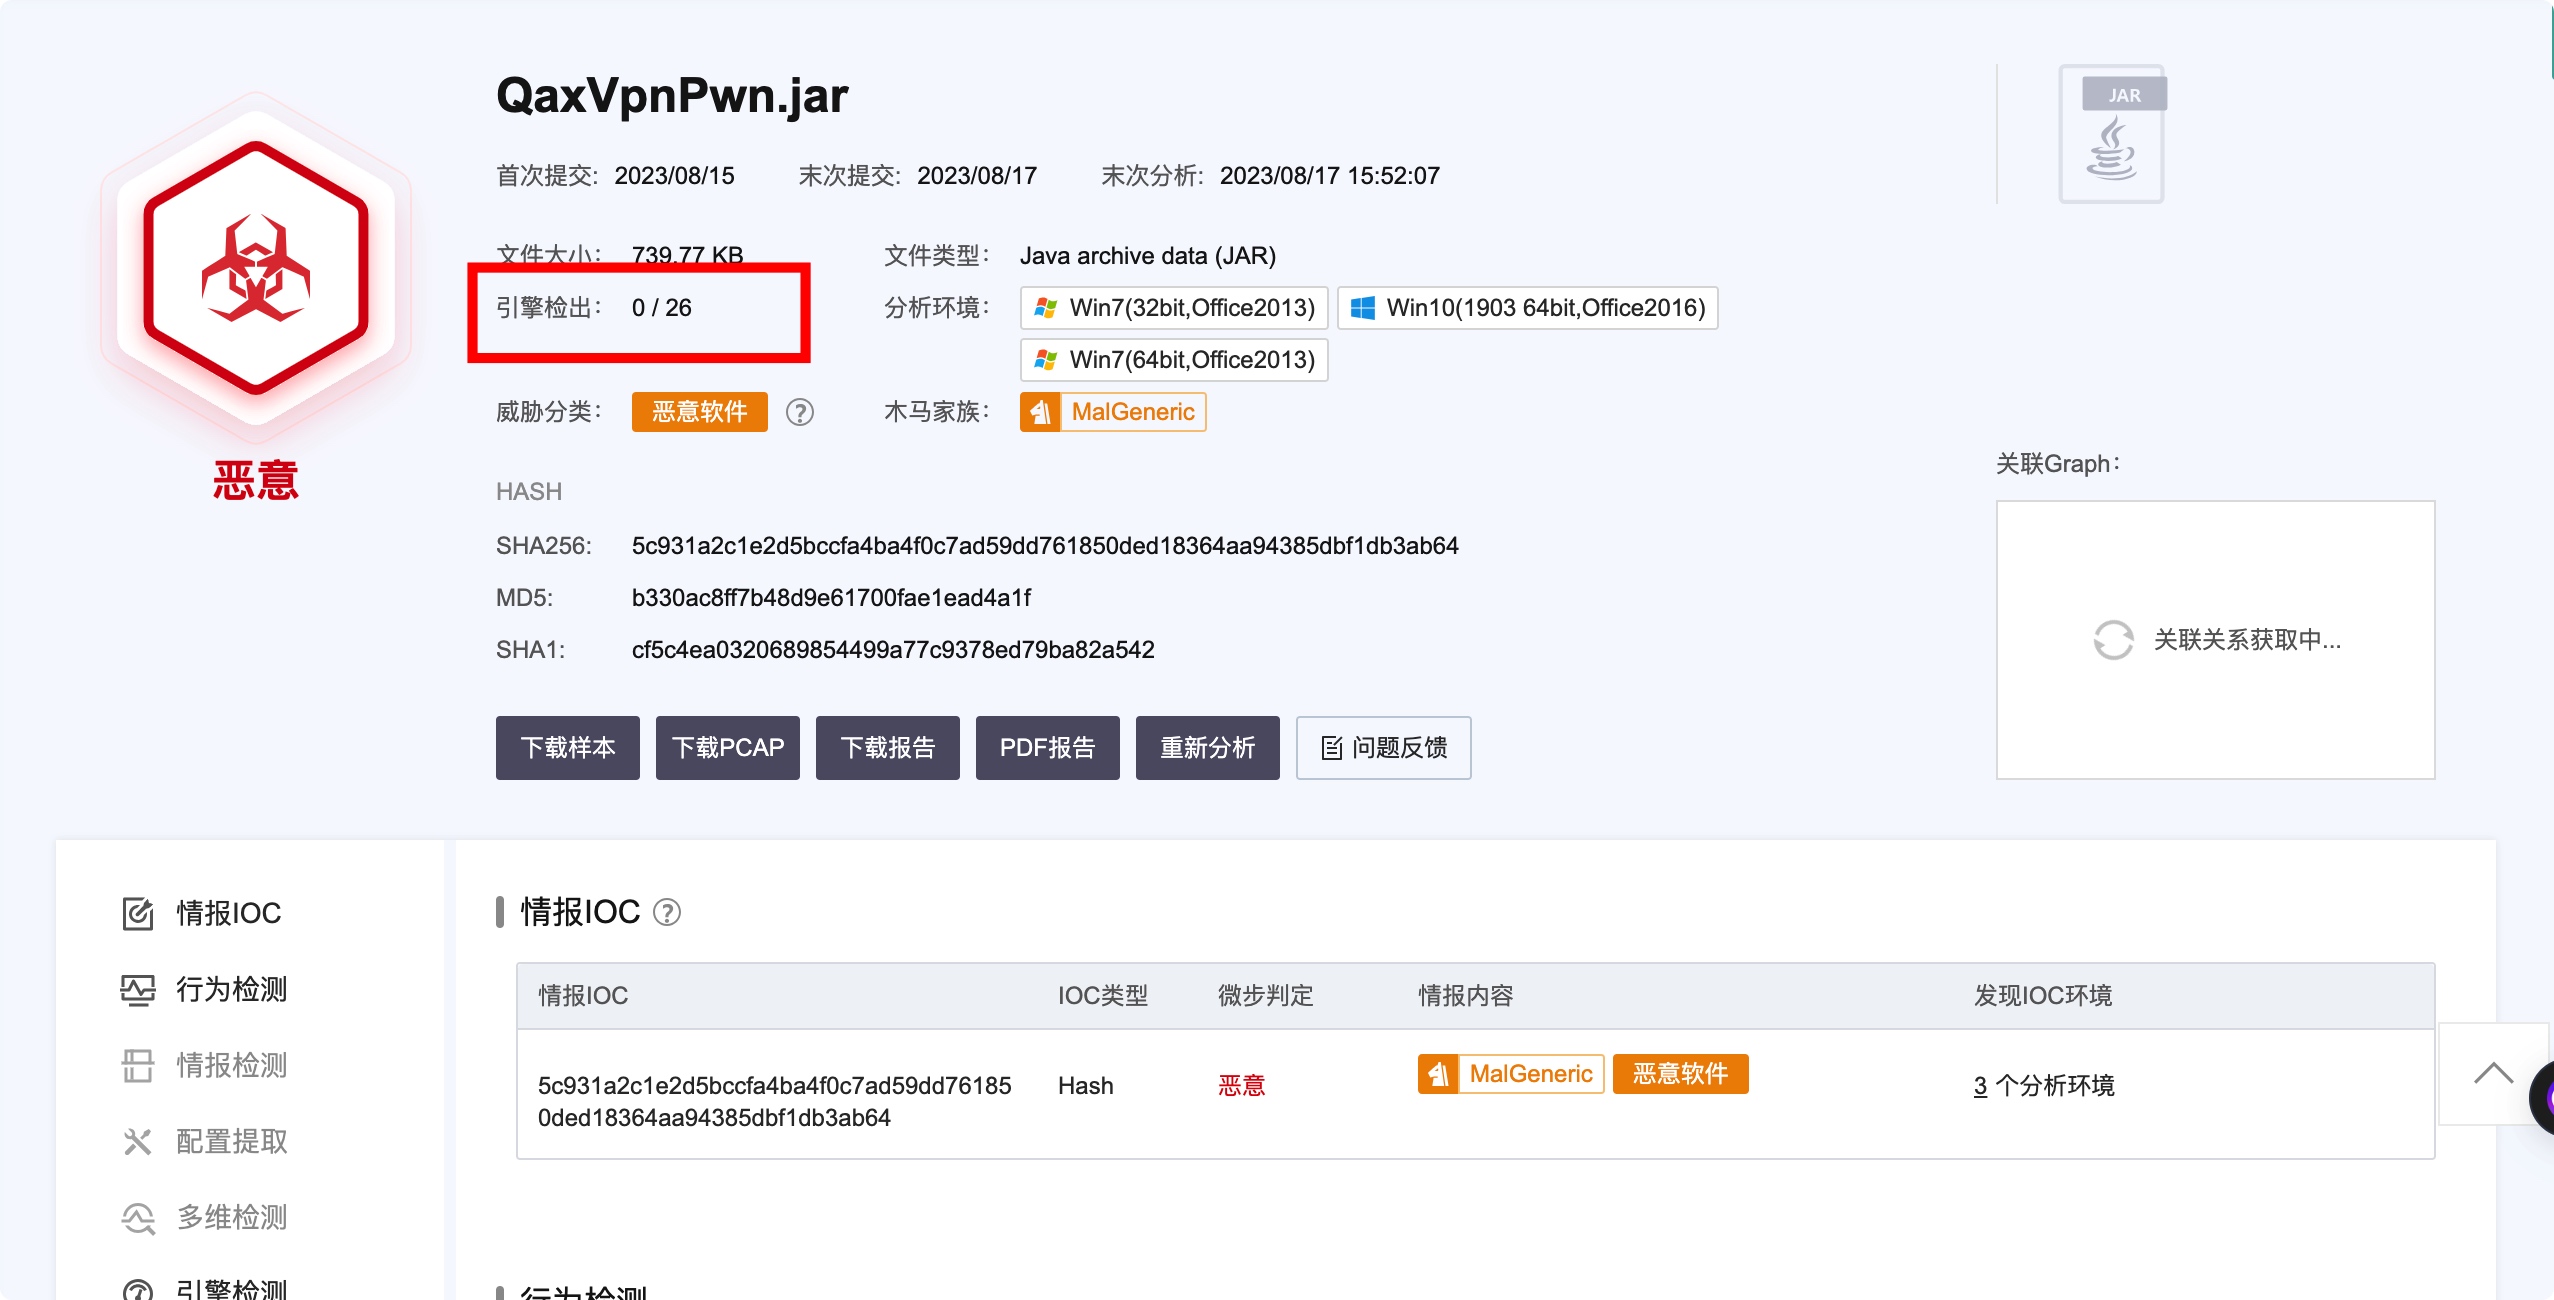 QaxVpnPwn.jar
JAR
首次提交: 2023/08/15 末次提交: 2023/08/17 末次分析: 2023/08/17 15:52:07
文件大小: 739.77 KB 文件类型: Java archive data (JAR)
引擎检出: 0 / 26 分析环境: Win7(32bit,Office2013) Win10(1903 64bit,Office2016)
Win7(64bit,Office2013)
威胁分类: 恶意软件 ? 木马家族: MalGeneric
恶意
关联Graph:
HASH
SHA256: 5c931a2c1e2d5bccfa4ba4f0c7ad59dd761850ded18364aa94385dbf1db3ab64
MD5: b330ac8ff7b48d9e61700fae1ead4a1f
SHA1: cf5c4ea0320689854499a77c9378ed79ba82a542
关联关系获取中...
下载样本 下载PCAP 下载报告 PDF报告 重新分析 问题反馈
情报IOC
行为检测
情报检测
配置提取
多维检测
引擎检测
情报IOC ?
情报IOC IOC类型 微步判定 情报内容 发现IOC环境
5c931a2c1e2d5bccfa4ba4f0c7ad59dd76185
0ded18364aa94385dbf1db3ab64 Hash 恶意 MalGeneric 恶意软件 3 个分析环境
行为检测